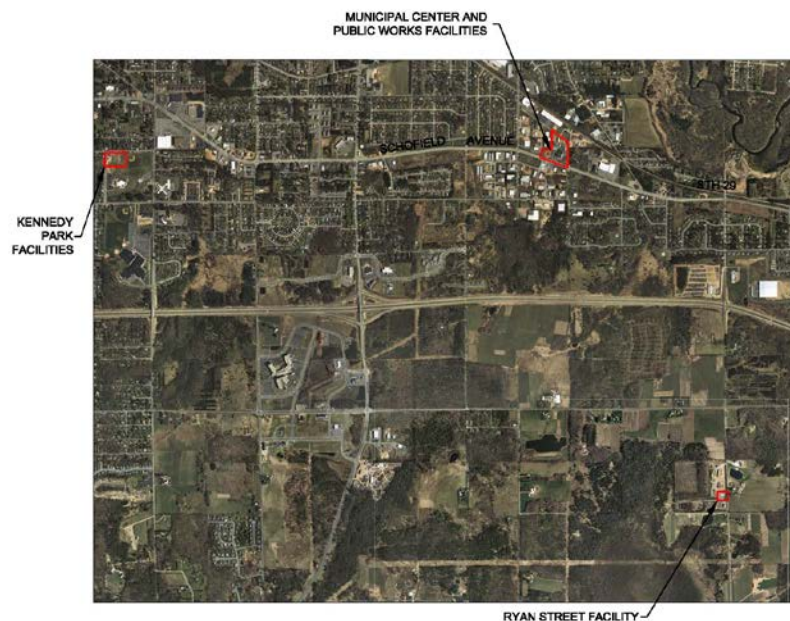 MUNICIPAL CENTER AND
PUBLIC WORKS FACILITIES
SCHOFIELD AVENUE
STH 29
KENNEDY
PARK
FACILITIES
RYAN STREET FACILITY